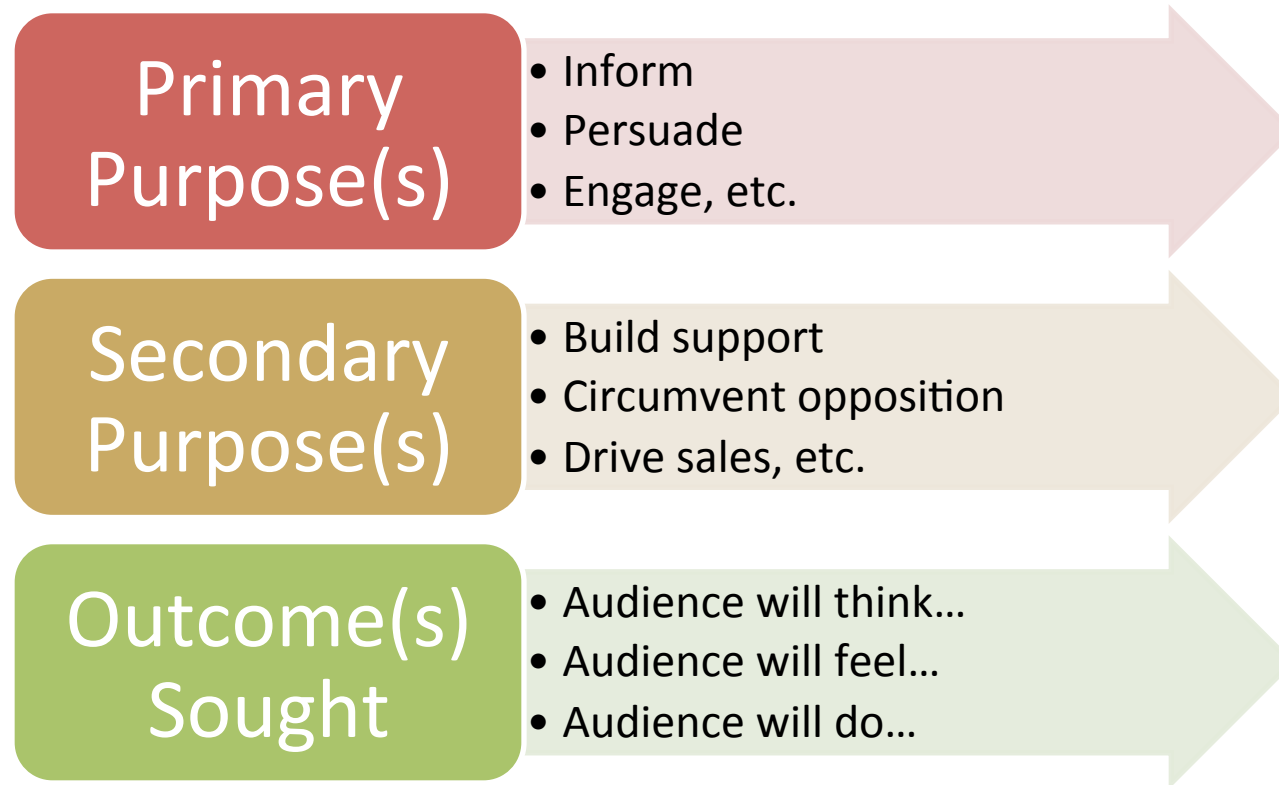 Primary
Purpose(s)
• Inform
• Persuade
• Engage, etc.
Secondary
Purpose(s)
• Build support
• Circumvent opposition
• Drive sales, etc.
Outcome(s)
Sought
• Audience will think…
• Audience will feel…
• Audience will do…